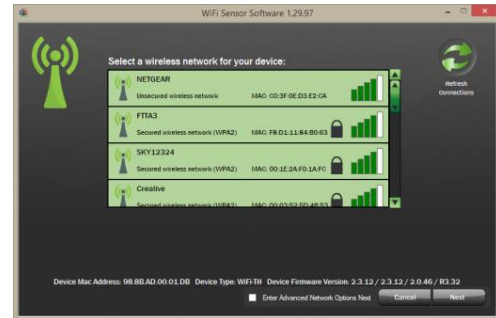 WiFi Sensor Software 1.29.97
Select a wireless network for your device:
NETGEAR
Unsecured wireless network MAC: C0:3F:0E:D3:E2:CA
FTTA3
Secured wireless network (WPA2) MAC: F8:D1:11:84:B0:63
SKY12324
Secured wireless network (WPA2) MAC: 00:1E:2A:F0:1A:FC
Creative
Secured wireless network (WPA2)
Refresh
Connections
Device Mac Address: 98.8B.AD.00.01.DB Device Type: WiFi-TH Device Firmware Version: 2.3.12 / 2.3.12 / 2.0.46 / R3.32
Enter Advanced Network Options Next Cancel Next